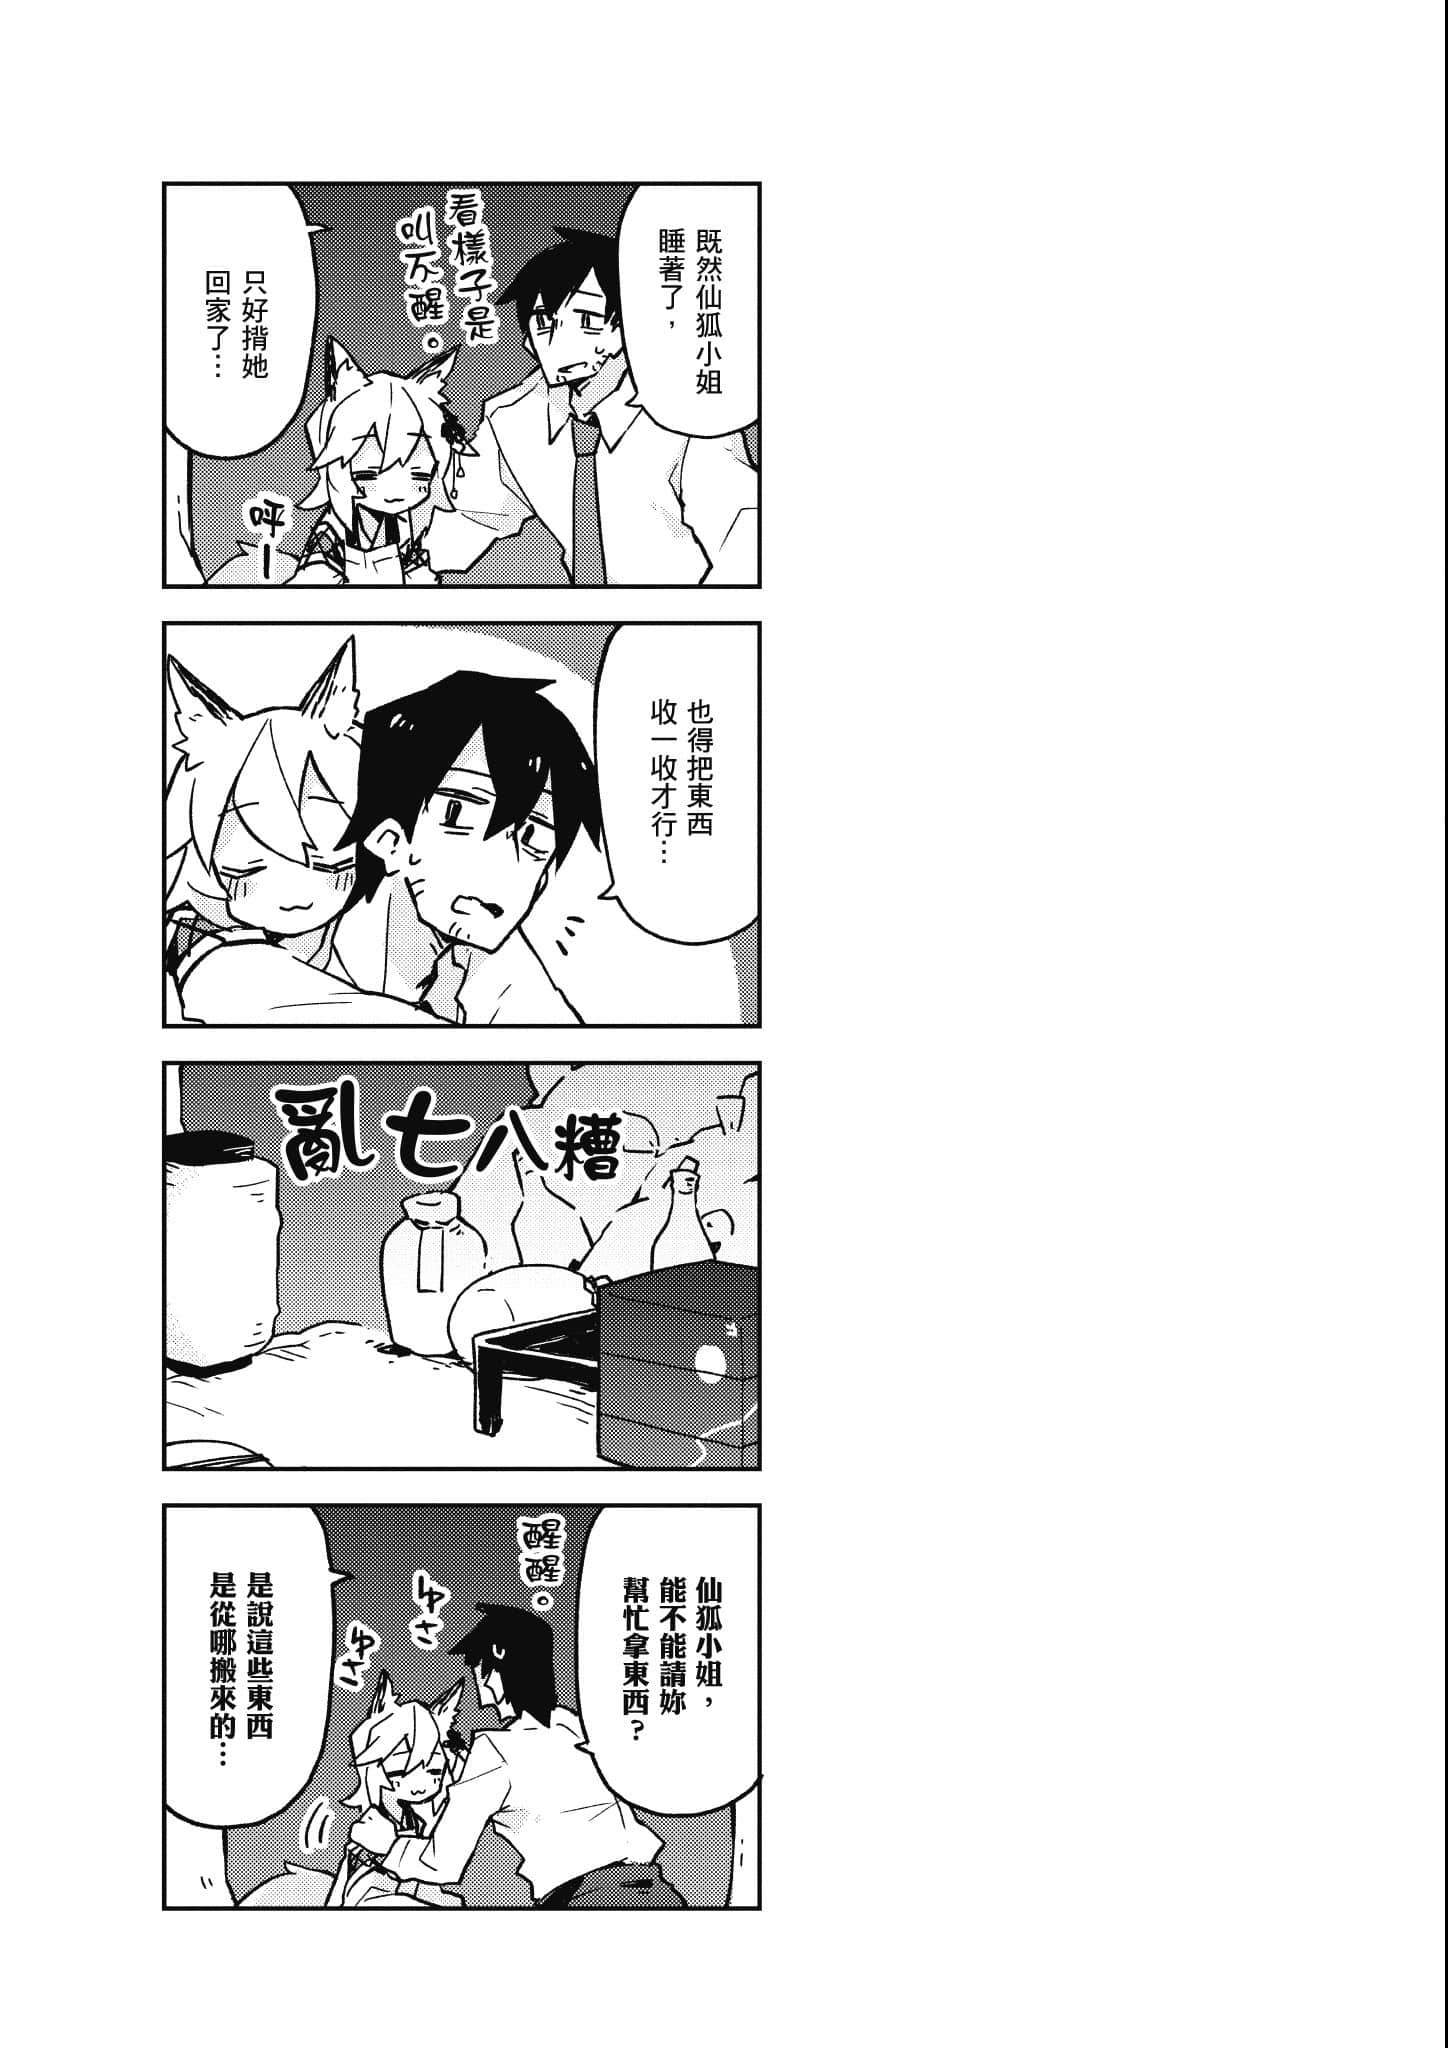 既然仙狐小姐
睡著了，
看樣子是
叫不醒。
只好揹她
回家了…
呼—
也得把東西
收一收才行…
亂七八糟
仙狐小姐，
能不能請妳
幫忙拿東西？
醒醒。
ゆさ
ゆさ
是說這些東西
是從哪搬來的…